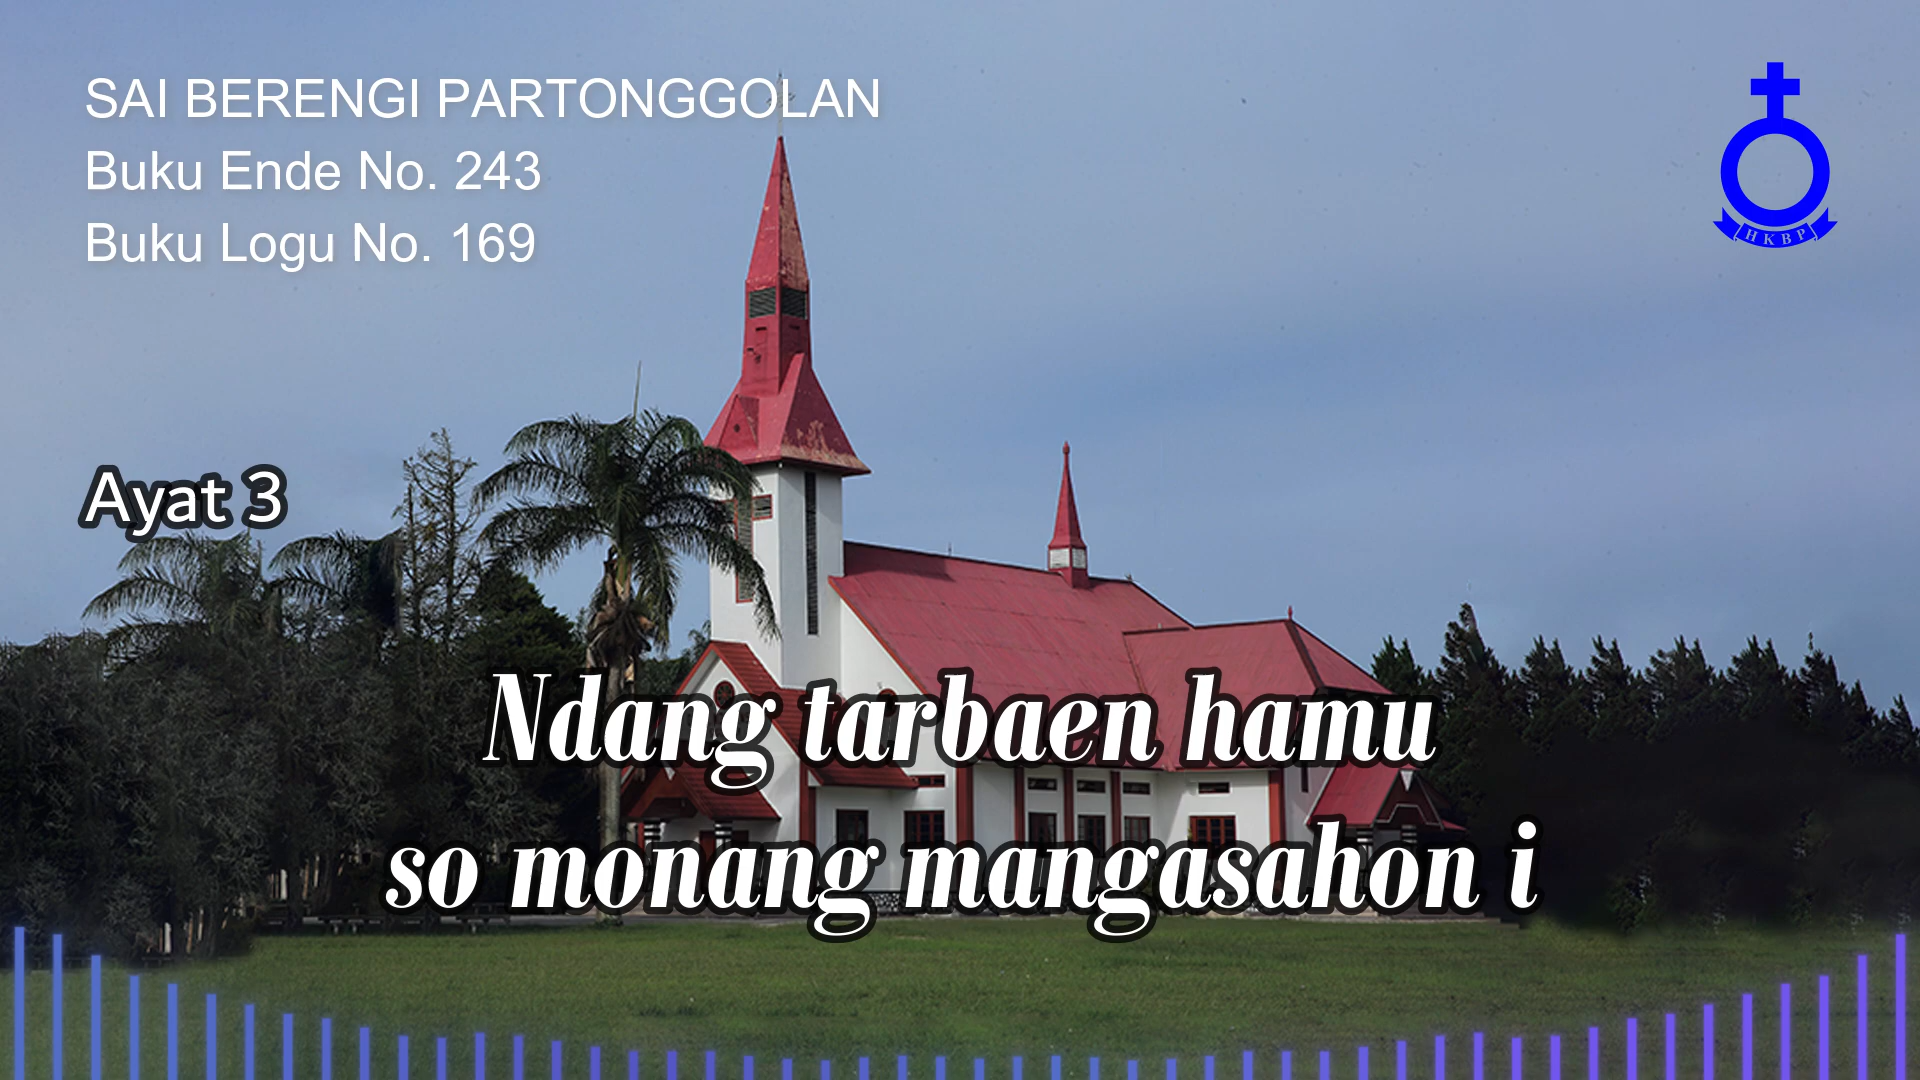 SAI BERENGI PARTONGGOLAN
Buku Ende No. 243
Buku Logu No. 169
HKBP
Ayat 3
Ndang tarbaen hamu
so monang mangasahon i